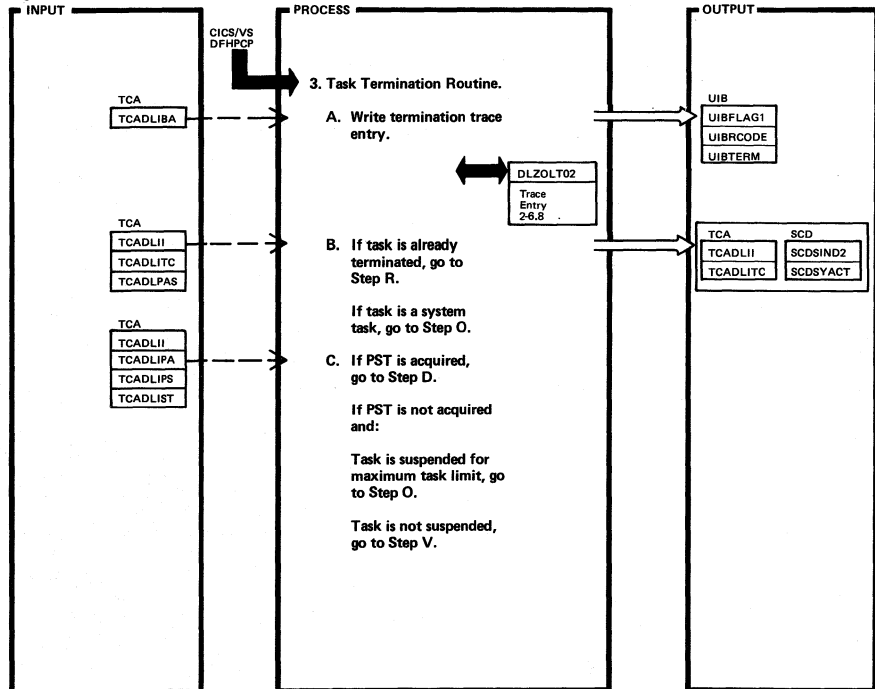 INPUT
PROCESS
OUTPUT
CICS/VS
DFHPCP
3. Task Termination Routine.
TCA
TCADLIBA
A. Write termination trace
entry.
UIB
UIBFLAG1
UIBRCODE
UIBTERM
DLZOLT02
Trace
Entry
2-6.8
TCA
TCADLII
TCADLITC
TCADLPAS
B. If task is already
terminated, go to
Step R.
If task is a system
task, go to Step O.
TCA
TCADLII
TCADLITC
SCD
SCDSIND2
SCDSYACT
TCA
TCADLII
TCADLIPA
TCADLIPS
TCADLIST
C. If PST is acquired,
go to Step D.
If PST is not acquired
and:
Task is suspended for
maximum task limit, go
to Step O.
Task is not suspended,
go to Step V.